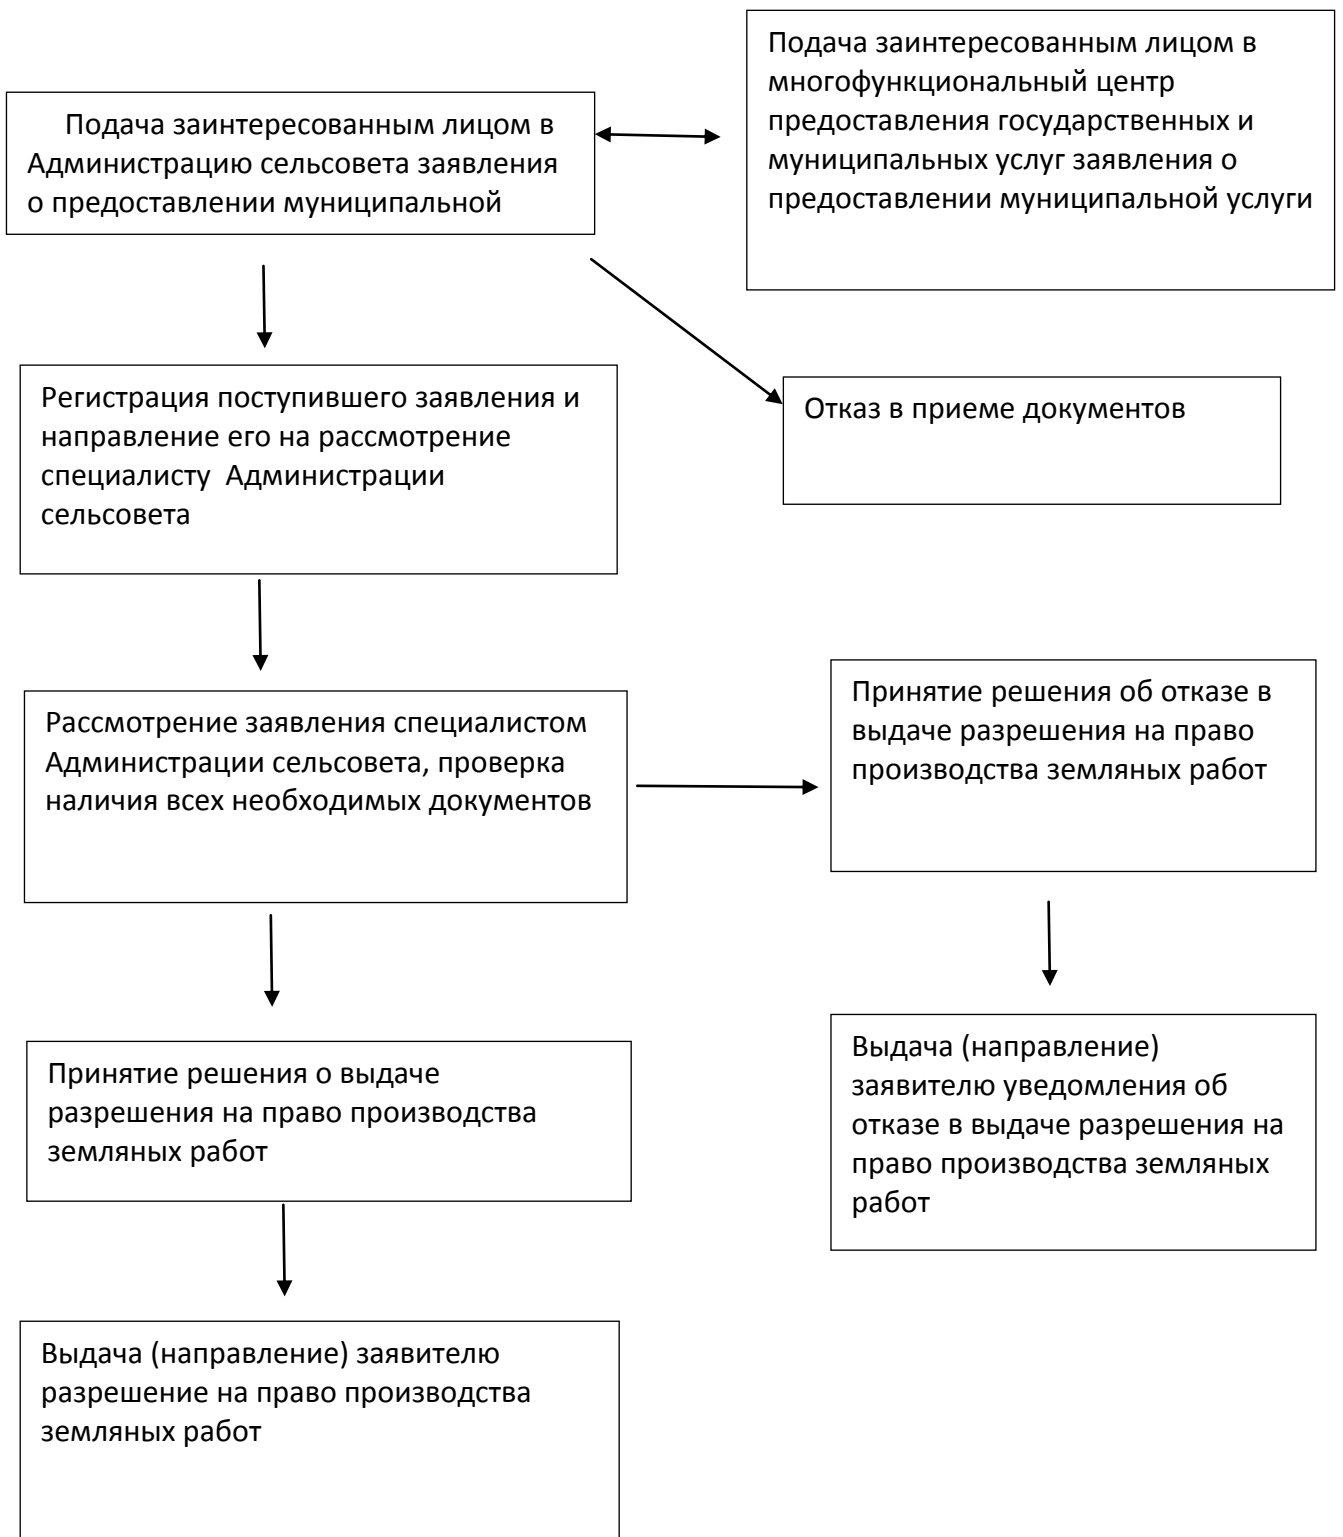 Подача заинтересованным лицом в
многофункциональный центр
предоставления государственных и
муниципальных услуг заявления о
предоставлении муниципальной услуги
Подача заинтересованным лицом в
Администрацию сельсовета заявления
о предоставлении муниципальной
Регистрация поступившего заявления и
направление его на рассмотрение
специалисту  Администрации
сельсовета
Отказ в приеме документов
Рассмотрение заявления специалистом
Администрации сельсовета, проверка
наличия всех необходимых документов
Принятие решения об отказе в
выдаче разрешения на право
производства земляных работ
Принятие решения о выдаче
разрешения на право производства
земляных работ
Выдача (направление)
заявителю уведомления об
отказе в выдаче разрешения на
право производства земляных
работ
Выдача (направление) заявителю
разрешение на право производства
земляных работ